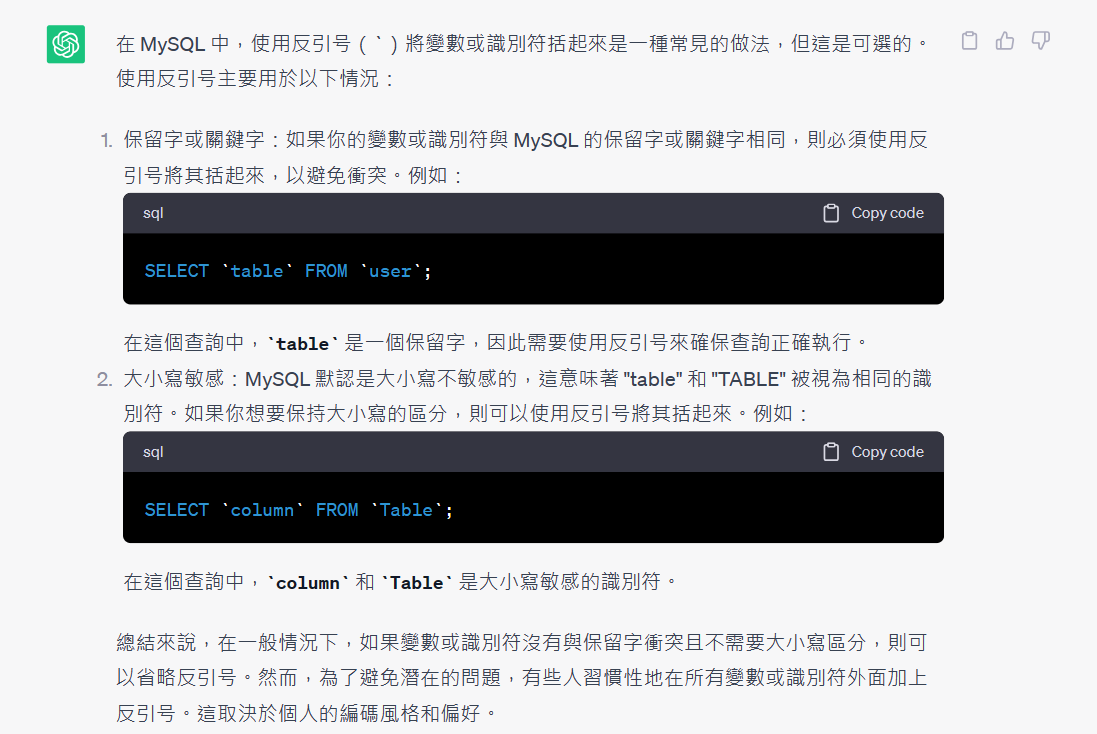 在 MySQL 中，使用反引号（`）將變數或識別符括起來是一種常見的做法，但這是可選的。
使用反引号主要用於以下情況：
1. 保留字或關鍵字：如果你的變數或識別符與 MySQL 的保留字或關鍵字相同，則必須使用反
引号將其括起來，以避免衝突。例如：
sql
Copy code
SELECT `table` FROM `user`;
在這個查詢中，`table` 是一個保留字，因此需要使用反引号來確保查詢正確執行。
2. 大小寫敏感：MySQL 默認是大小寫不敏感的，這意味著 "table" 和 "TABLE" 被視為相同的識
別符。如果你想要保持大小寫的區分，則可以使用反引号將其括起來。例如：
sql
Copy code
SELECT `column` FROM `Table`;
在這個查詢中，`column` 和 `Table` 是大小寫敏感的識別符。
總結來說，在一般情況下，如果變數或識別符沒有與保留字衝突且不需要大小寫區分，則可
以省略反引号。然而，為了避免潛在的問題，有些人習慣性地在所有變數或識別符外面加上
反引号。這取決於個人的編碼風格和偏好。